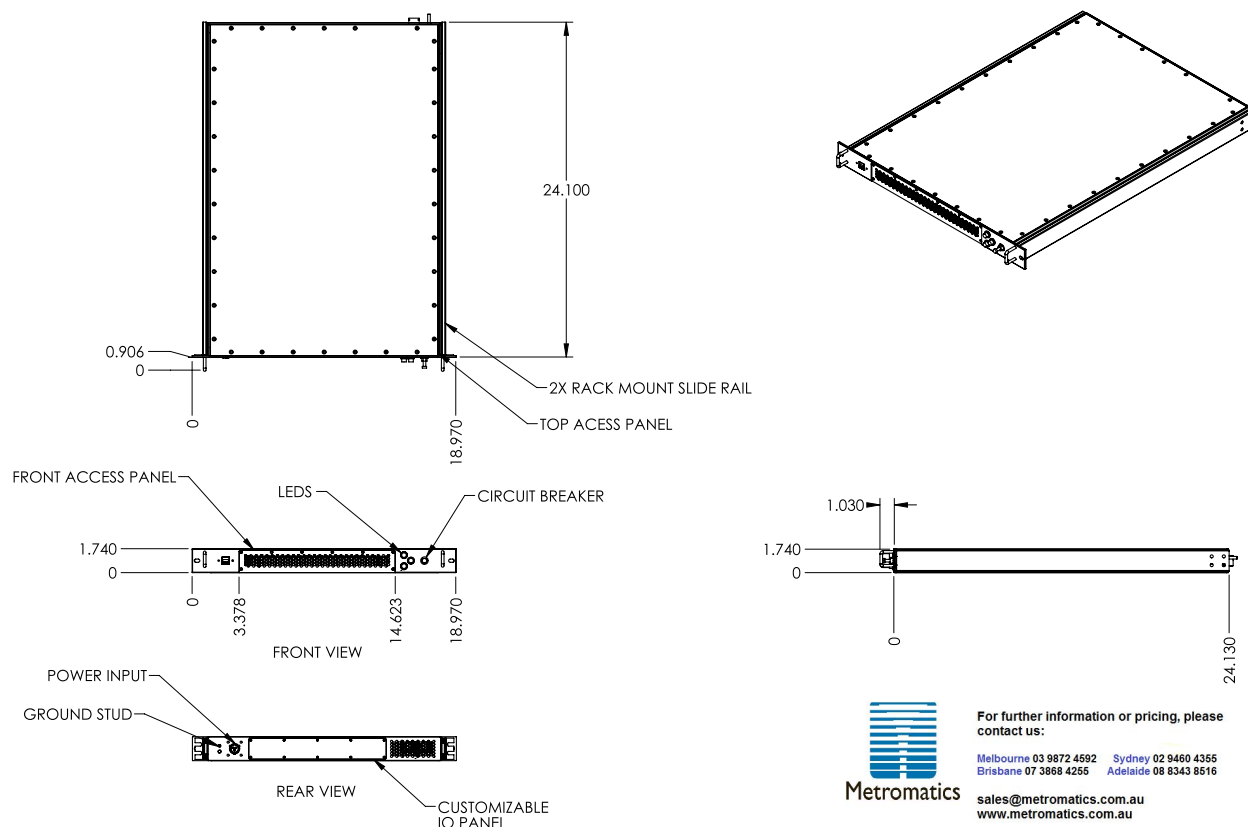 24.100
0.906
0
0
18.970
2X RACK MOUNT SLIDE RAIL
TOP ACESS PANEL
FRONT ACCESS PANEL
LEDS
CIRCUIT BREAKER
1.740
0
0
3.378
14.623
18.970
FRONT VIEW
1.030
1.740
0
0
24.130
POWER INPUT
GROUND STUD
REAR VIEW
CUSTOMIZABLE
IO PANEL
Metromatics
For further information or pricing, please
contact us:
Melbourne 03 9872 4592 Sydney 02 9460 4355
Brisbane 07 3868 4255 Adelaide 08 8343 8516
sales@metromatics.com.au
www.metromatics.com.au